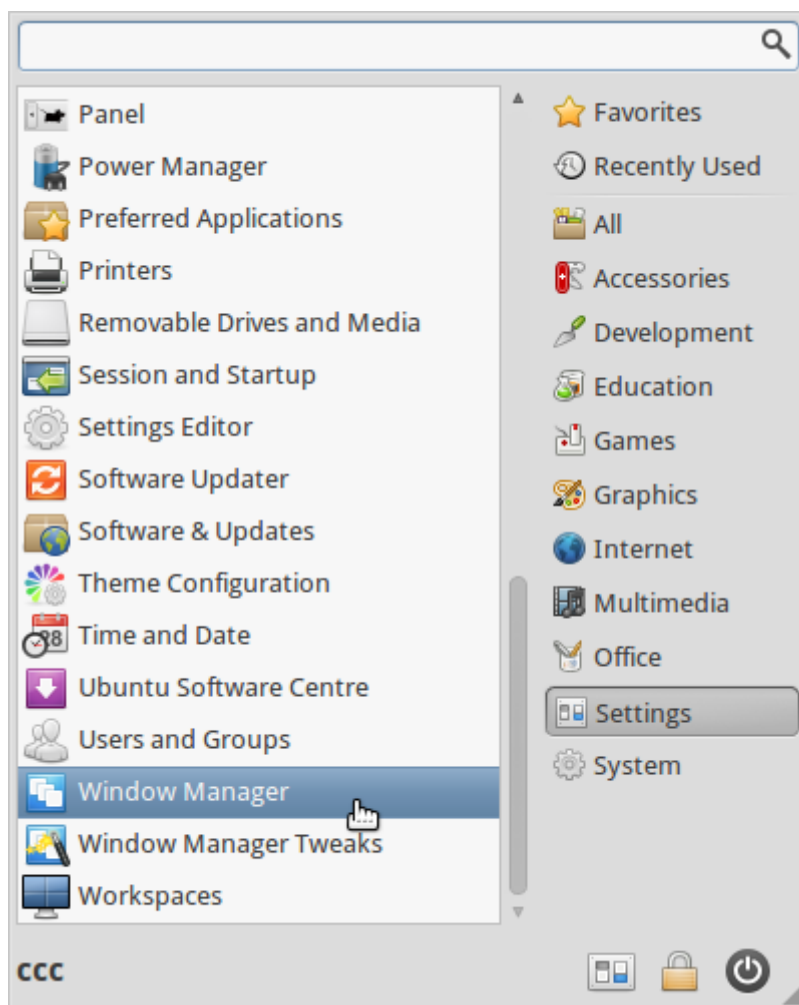 Panel
Power Manager
Preferred Applications
Printers
Removable Drives and Media
Session and Startup
Settings Editor
Software Updater
Software & Updates
Theme Configuration
28
Time and Date
Ubuntu Software Centre
Users and Groups
Window Manager
Window Manager Tweaks
Workspaces
Favorites
Recently Used
All
Accessories
Development
Education
Games
Graphics
Internet
Multimedia
Office
Settings
System
ccc